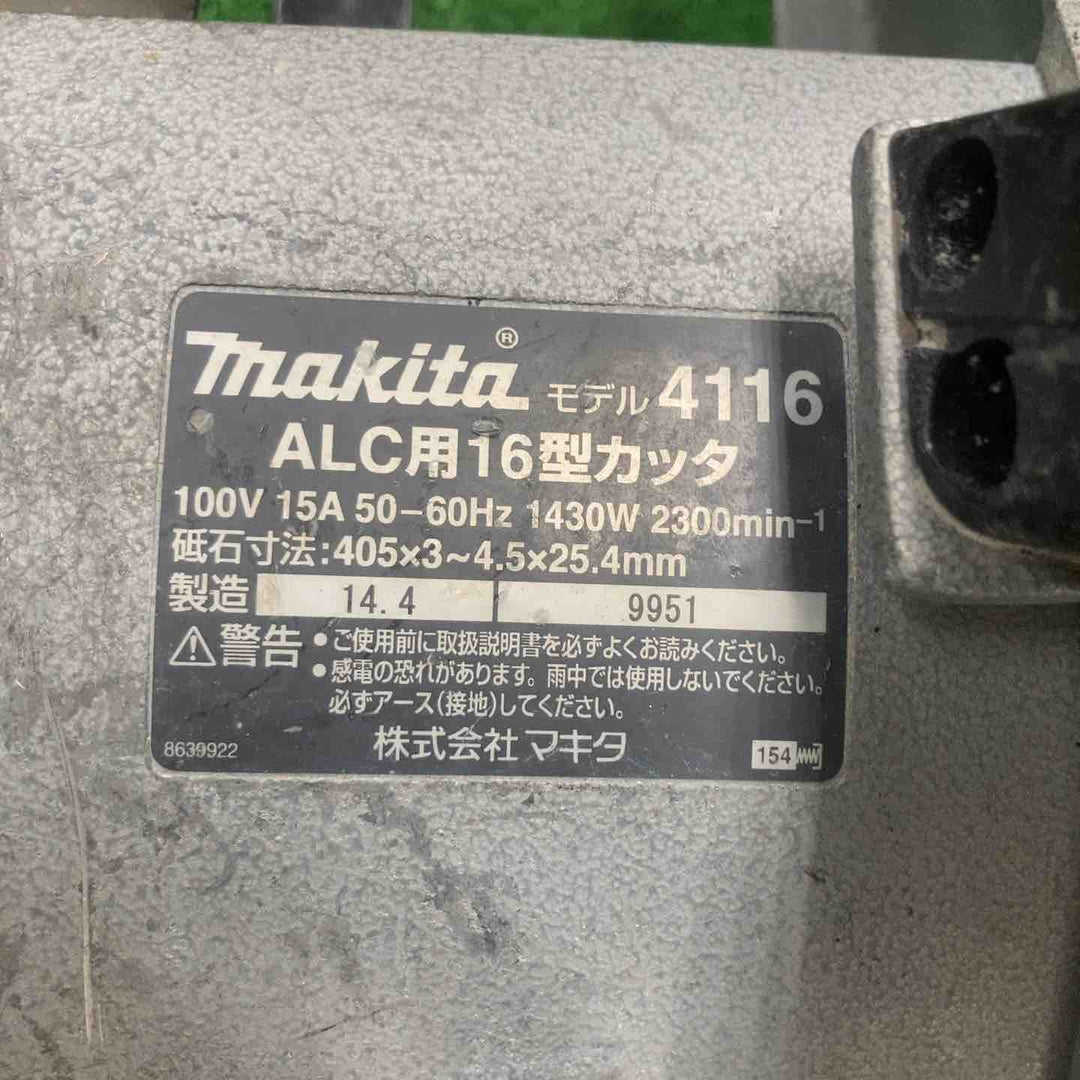 makita® モデル 4116
ALC用16型カッタ
100V 15A 50-60Hz 1430W 2300min⁻¹
砥石寸法:405×3~4.5×25.4mm
製造 14.4 9951
⚠警告 •ご使用前に取扱説明書を必ずよくお読みください。
•感電の恐れがあります。雨中では使用しないでください。
必ずアース(接地)してください。
8639922 株式会社マキタ 154